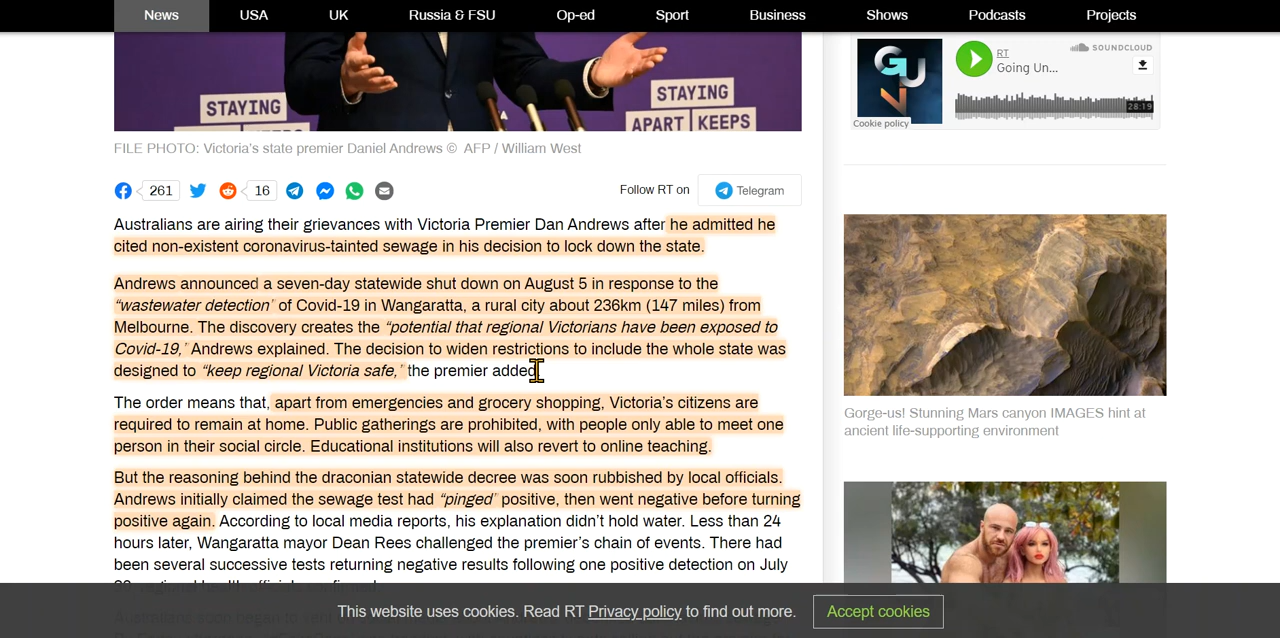 News USA UK Russia & FSU Op-ed Sport Business Shows Podcasts Projects
STAYING STAYING
APART KEEPS
FILE PHOTO: Victoria's state premier Daniel Andrews © AFP / William West
261 16 Follow RT on Telegram
Australians are airing their grievances with Victoria Premier Dan Andrews after he admitted he
cited non-existent coronavirus-tainted sewage in his decision to lock down the state.
Andrews announced a seven-day statewide shut down on August 5 in response to the
“wastewater detection” of Covid-19 in Wangaratta, a rural city about 236km (147 miles) from
Melbourne. The discovery creates the “potential that regional Victorians have been exposed to
Covid-19,” Andrews explained. The decision to widen restrictions to include the whole state was
designed to “keep regional Victoria safe,” the premier added
The order means that, apart from emergencies and grocery shopping, Victoria’s citizens are
required to remain at home. Public gatherings are prohibited, with people only able to meet one
person in their social circle. Educational institutions will also revert to online teaching.
But the reasoning behind the draconian statewide decree was soon rubbished by local officials.
Andrews initially claimed the sewage test had “pinged” positive, then went negative before turning
positive again. According to local media reports, his explanation didn’t hold water. Less than 24
hours later, Wangaratta mayor Dean Rees challenged the premier’s chain of events. There had
been several successive tests returning negative results following one positive detection on July
GUN
RT SOUNDCLOUD
Going Un...
28:19
Cookie policy
Gorge-us! Stunning Mars canyon IMAGES hint at
ancient life-supporting environment
This website uses cookies. Read RT Privacy policy to find out more. Accept cookies